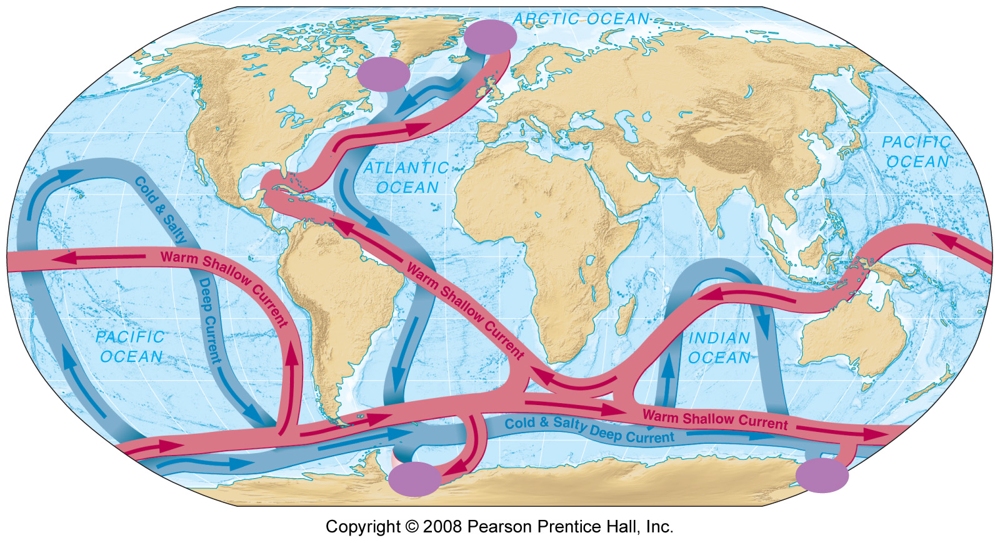 ARCTIC OCEAN
PACIFIC
OCEAN
ATLANTIC
OCEAN
Cold & Salty
Deep Current
Warm Shallow Current
Warm Shallow Current
PACIFIC
OCEAN
INDIAN
OCEAN
Warm Shallow Current
Cold & Salty Deep Current
Copyright © 2008 Pearson Prentice Hall, Inc.